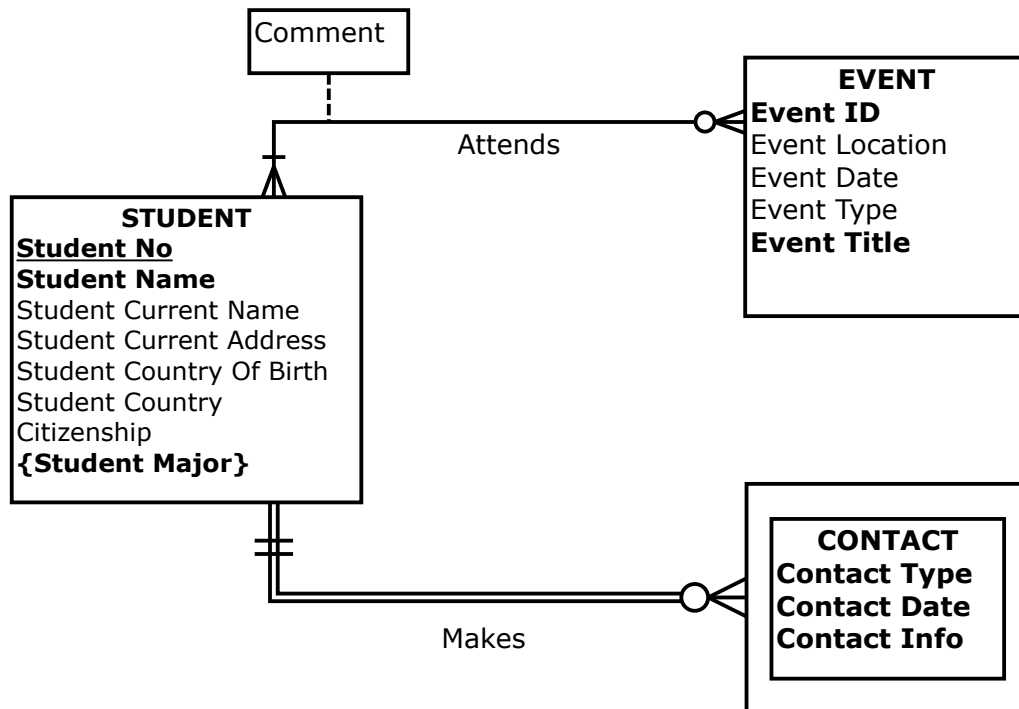 Comment
EVENT
Event ID
Event Location
Event Date
Event Type
Event Title
Attends
STUDENT
Student No
Student Name
Student Current Name
Student Current Address
Student Country Of Birth
Student Country
Citizenship
{Student Major}
CONTACT
Contact Type
Contact Date
Contact Info
Makes